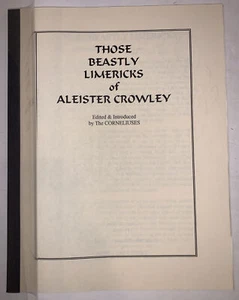 THOSE
BEASTLY
LIMERICKS
of
ALEISTER CROWLEY
Edited & Introduced
by The CORNELIUSES